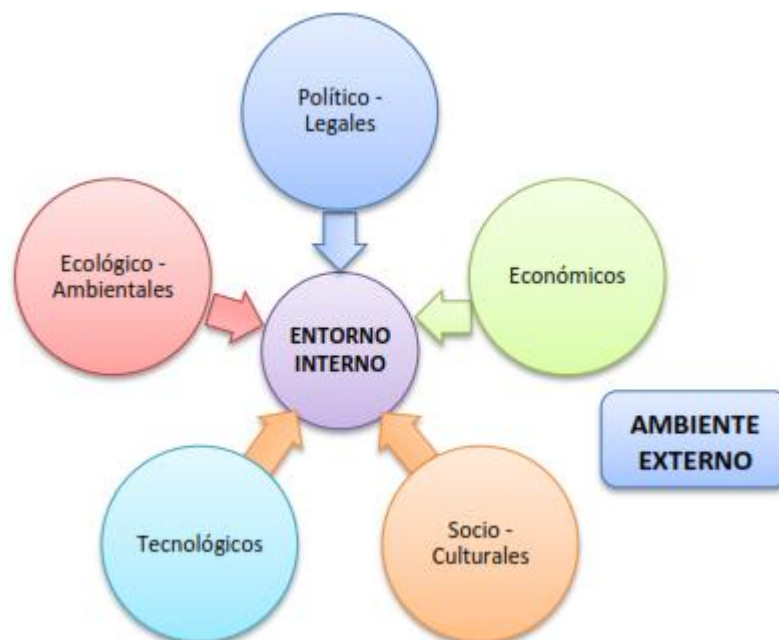 Político -
Legales
Ecológico -
Ambientales
Económicos
ENTORNO
INTERNO
AMBIENTE
EXTERNO
Tecnológicos
Socio -
Culturales